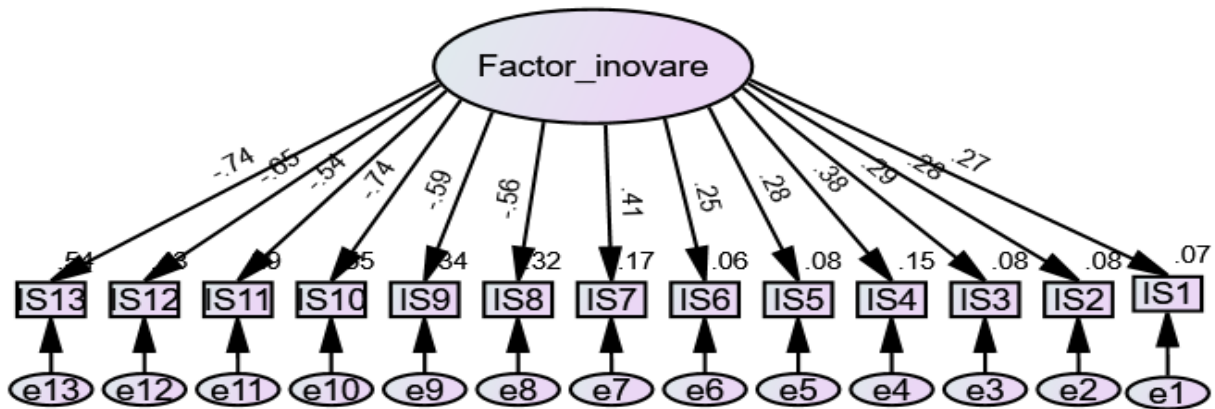 Factor_inovare
-.74 -.65 -.54 -.74 -.59 -.56 .41 .25 .28 .38 .29 .28 .27
.54 .34 .32 .17 .06 .08 .15 .08 .08 .07
IS13 IS12 IS11 IS10 IS9 IS8 IS7 IS6 IS5 IS4 IS3 IS2 IS1
e13 e12 e11 e10 e9 e8 e7 e6 e5 e4 e3 e2 e1